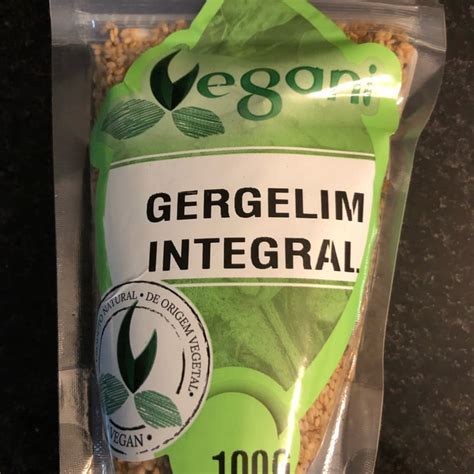 Vegani
GERGELIM
INTEGRAL
NATURAL • DE ORIGEM VEGETAL •
VEGAN